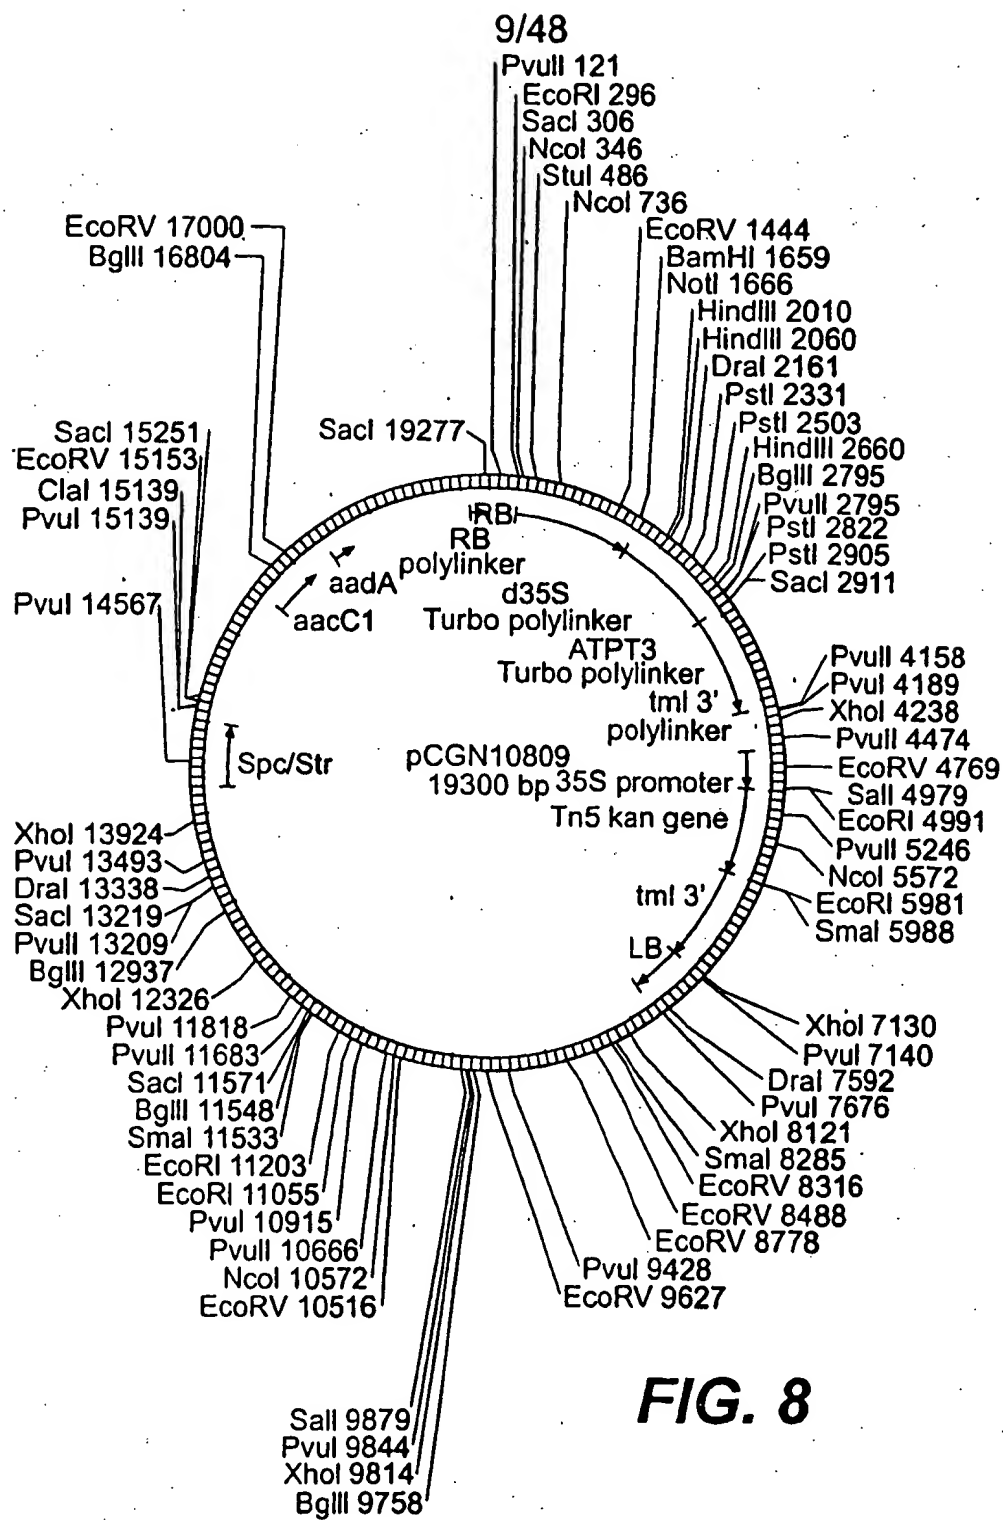 9/48
PvuII 121
EcoRI 296
SacI 306
NcoI 346
StuI 486
NcoI 736
EcoRV 1444
BamHI 1659
NotI 1666
HindIII 2010
HindIII 2060
DraI 2161
PstI 2331
PstI 2503
HindIII 2660
BglII 2795
PvuII 2795
PstI 2822
PstI 2905
SacI 2911
PvuII 4158
PvuI 4189
XhoI 4238
PvuII 4474
EcoRV 4769
SalI 4979
EcoRI 4991
PvuII 5246
NcoI 5572
EcoRI 5981
SmaI 5988
XhoI 7130
PvuI 7140
DraI 7592
PvuI 7676
XhoI 8121
SmaI 8285
EcoRV 8316
EcoRV 8488
EcoRV 8778
PvuI 9428
EcoRV 9627
EcoRV 17000
BglII 16804
SacI 19277
SacI 15251
EcoRV 15153
ClaI 15139
PvuI 15139
PvuI 14567
XhoI 13924
PvuI 13493
DraI 13338
SacI 13219
PvuII 13209
BglII 12937
XhoI 12326
PvuI 11818
PvuII 11683
SacI 11571
BglII 11548
SmaI 11533
EcoRI 11203
EcoRI 11055
PvuI 10915
PvuII 10666
NcoI 10572
EcoRV 10516
SalI 9879
PvuI 9844
XhoI 9814
BglII 9758
RB
RB
polylinker
d35S
Turbo polylinker
ATPT3
Turbo polylinker
tml 3'
polylinker
aadA
aacC1
Spc/Str
pCGN10809
19300 bp
35S promoter
Tn5 kan gene
tml 3'
LB
FIG. 8